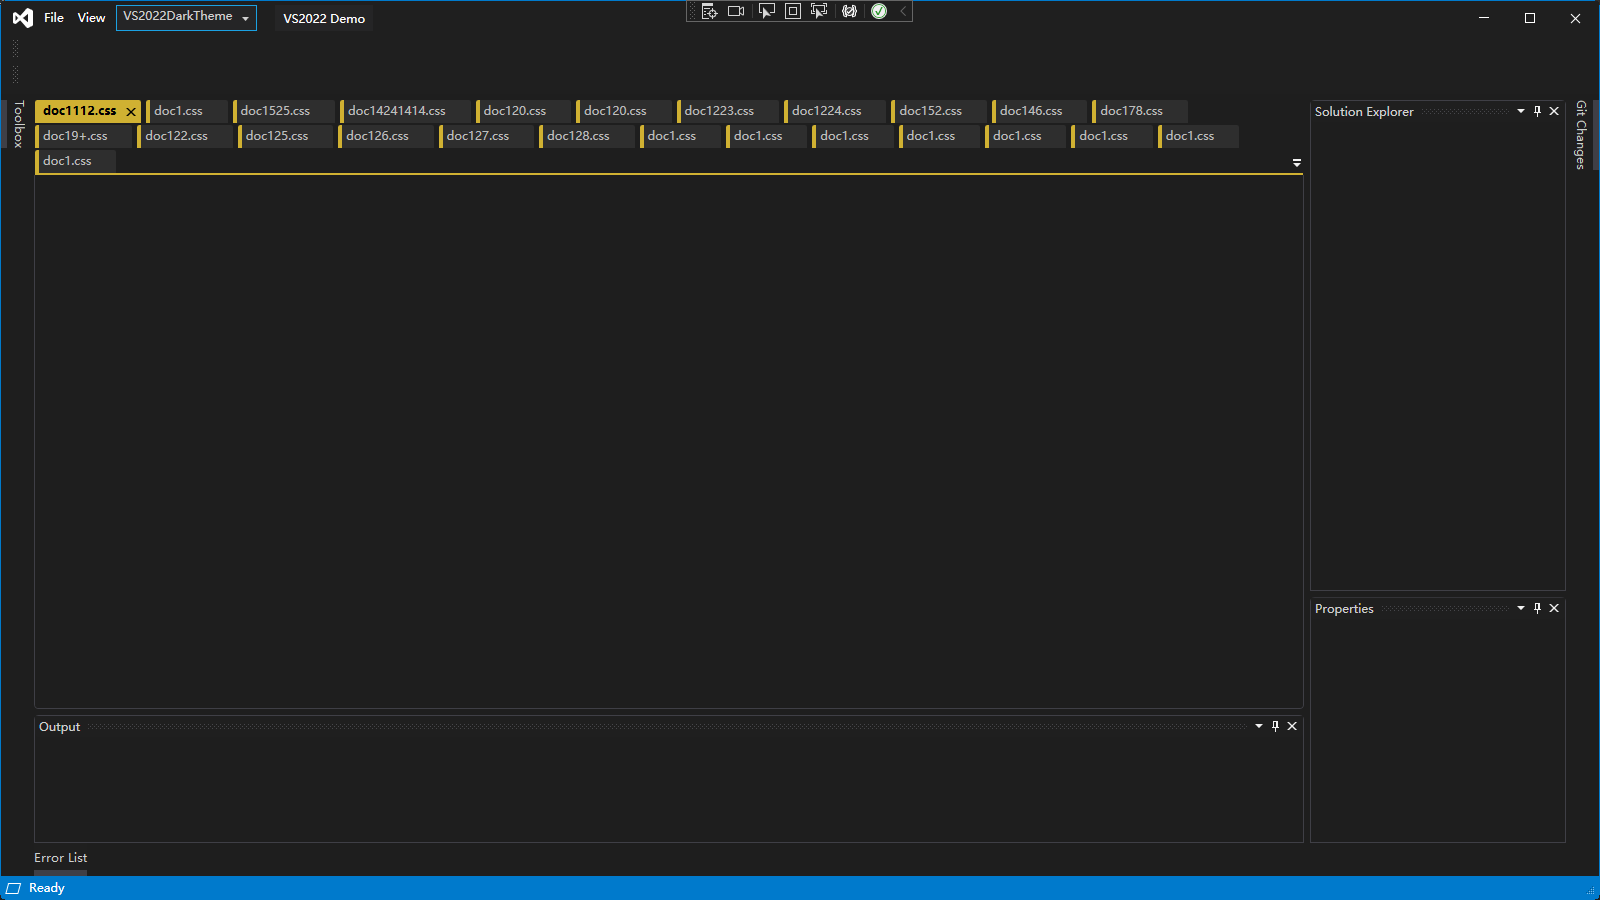 File View VS2022DarkTheme VS2022 Demo
Toolbox
doc1112.css doc1.css doc1525.css doc14241414.css doc120.css doc120.css doc1223.css doc1224.css doc152.css doc146.css doc178.css
doc19+.css doc122.css doc125.css doc126.css doc127.css doc128.css doc1.css doc1.css doc1.css doc1.css doc1.css doc1.css doc1.css
doc1.css
Solution Explorer
Git Changes
Properties
Output
Error List
Ready